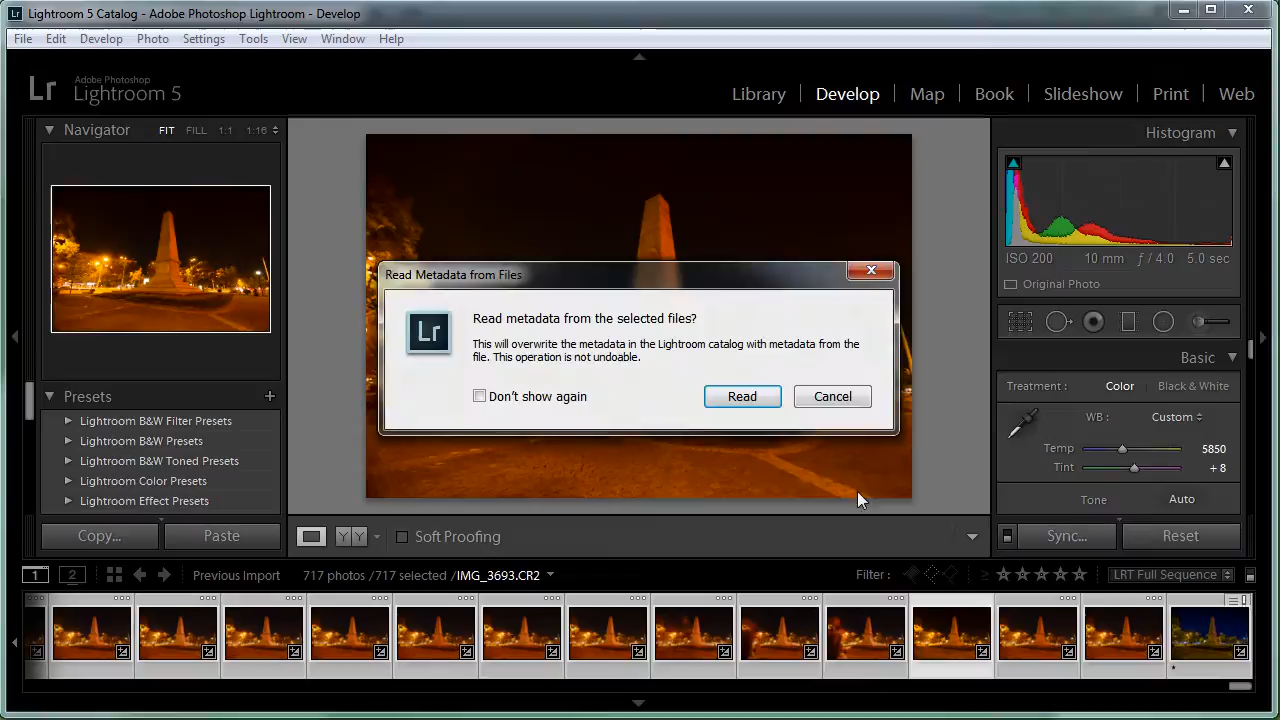 Lightroom 5 Catalog - Adobe Photoshop Lightroom - Develop
File Edit Develop Photo Settings Tools View Window Help
Lr Adobe Photoshop
Lightroom 5
Library Develop Map Book Slideshow Print Web
Navigator FIT FILL 1:1 1:16
Histogram
ISO 200 10 mm ƒ / 4.0 5.0 sec
Original Photo
Basic
Treatment : Color Black & White
WB : Custom
Temp 5850
Tint + 8
Tone Auto
Read Metadata from Files
Lr
Read metadata from the selected files?
This will overwrite the metadata in the Lightroom catalog with metadata from the
file. This operation is not undoable.
Don't show again Read Cancel
Presets +
Lightroom B&W Filter Presets
Lightroom B&W Presets
Lightroom B&W Toned Presets
Lightroom Color Presets
Lightroom Effect Presets
Copy... Paste
Y Y Soft Proofing
Sync... Reset
1 2 Previous Import 717 photos /717 selected /IMG_3693.CR2 Filter : LRT Full Sequence